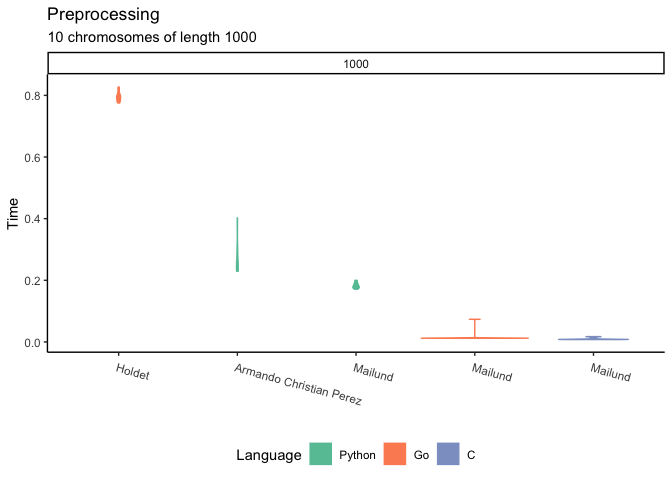 Preprocessing
10 chromosomes of length 1000
1000
Time
0.8
0.6
0.4
0.2
0.0
Holdet
Armando Christian Perez
Mailund
Mailund
Mailund
Language Python Go C